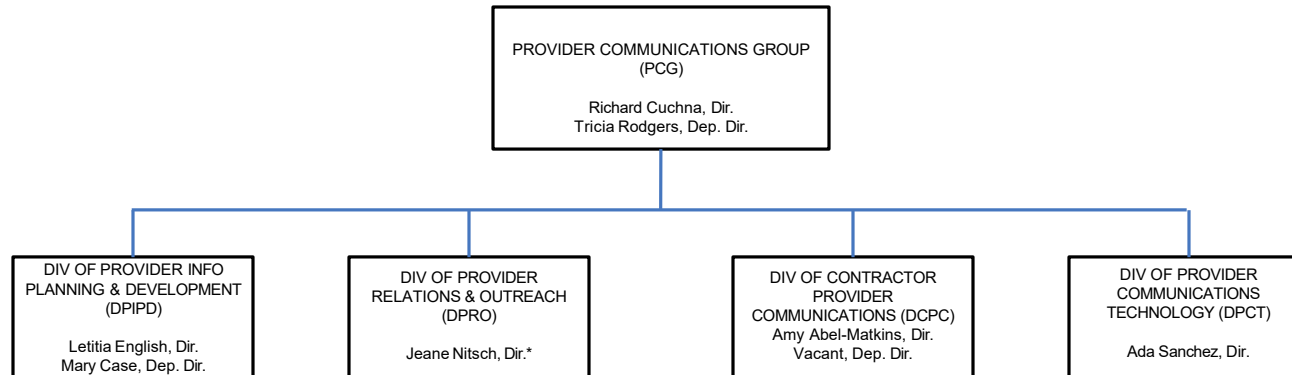 PROVIDER COMMUNICATIONS GROUP
(PCG)
Richard Cuchna, Dir.
Tricia Rodgers, Dep. Dir.
DIV OF PROVIDER INFO
PLANNING & DEVELOPMENT
(DPIPD)
Letitia English, Dir.
Mary Case, Dep. Dir.
DIV OF PROVIDER
RELATIONS & OUTREACH
(DPRO)
Jeane Nitsch, Dir.*
DIV OF CONTRACTOR
PROVIDER
COMMUNICATIONS (DCPC)
Amy Abel-Matkins, Dir.
Vacant, Dep. Dir.
DIV OF PROVIDER
COMMUNICATIONS
TECHNOLOGY (DPCT)
Ada Sanchez, Dir.